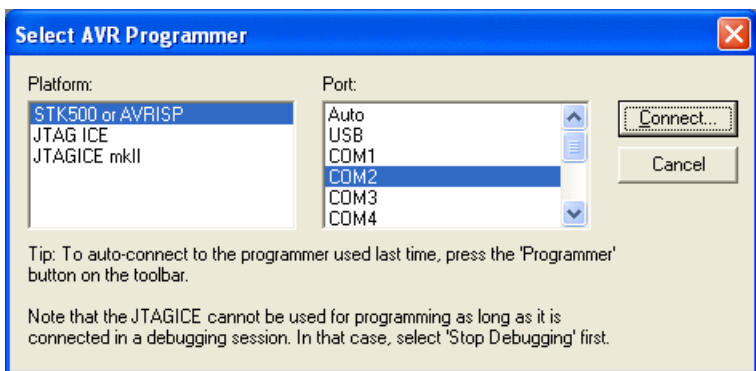 Select AVR Programmer
Platform:
Port:
STK500 or AVRISP
JTAG ICE
JTAGICE mkII
Auto
USB
COM1
COM2
COM3
COM4
Connect...
Cancel
Tip: To auto-connect to the programmer used last time, press the 'Programmer'
button on the toolbar.
Note that the JTAGICE cannot be used for programming as long as it is
connected in a debugging session. In that case, select 'Stop Debugging' first.